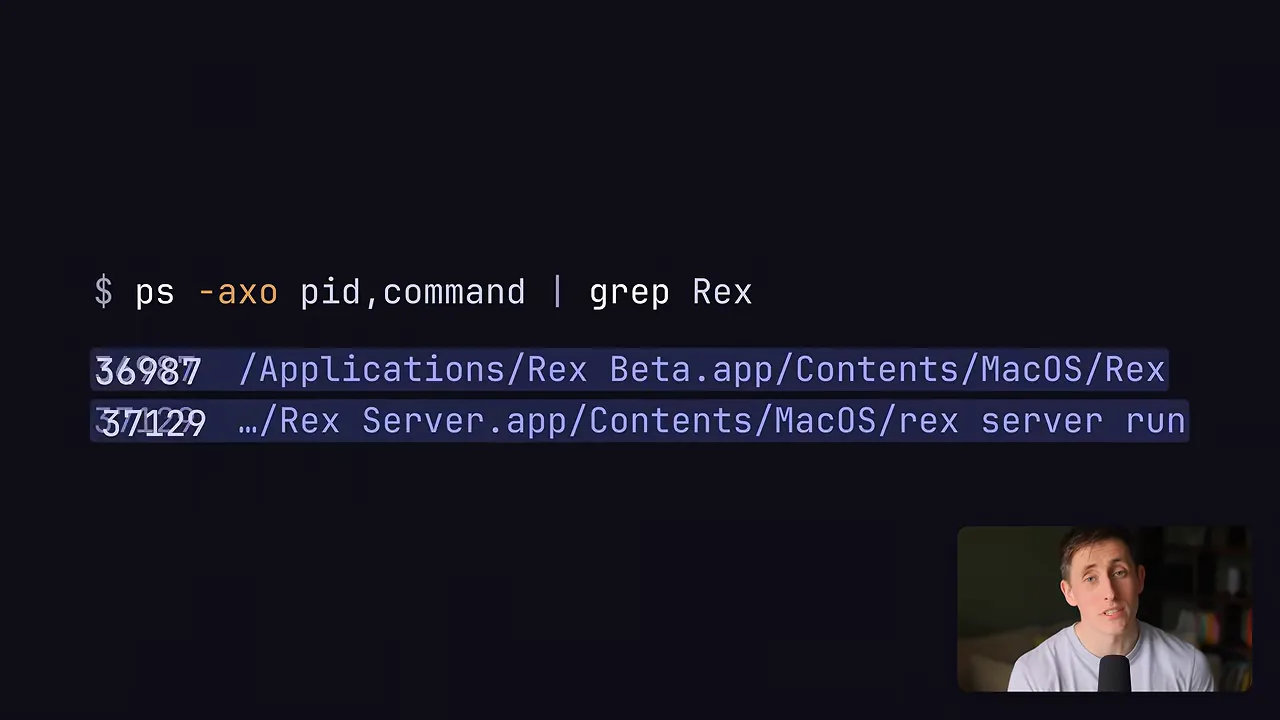 $ ps -axo pid,command | grep Rex
36987 /Applications/Rex Beta.app/Contents/MacOS/Rex
37129 …/Rex Server.app/Contents/MacOS/rex server run